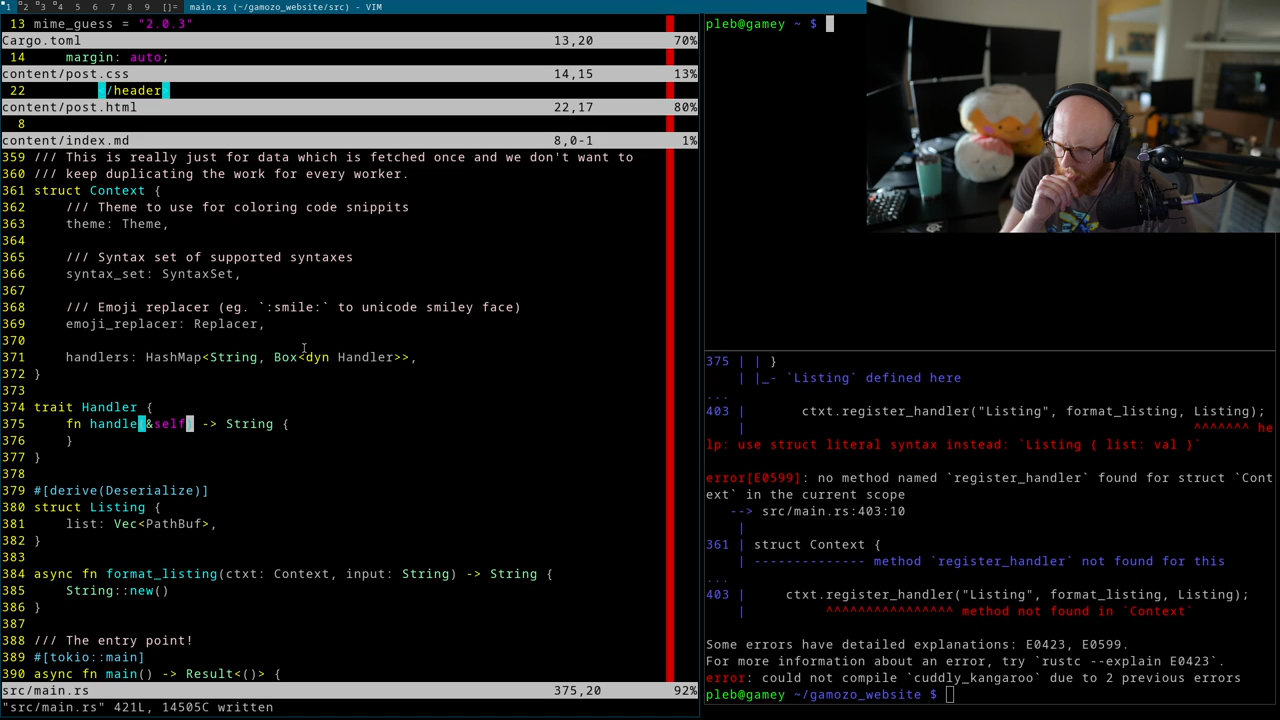 1 2 3 4 5 6 7 8 9 []= main.rs (~/gamozo_website/src) - VIM
13 mime_guess = "2.0.3"
Cargo.toml 13,20 70%
14 margin: auto;
content/post.css 14,15 13%
22 </header>
content/post.html 22,17 80%
8
content/index.md 8,0-1 1%
359 /// This is really just for data which is fetched once and we don't want to
360 /// keep duplicating the work for every worker.
361 struct Context {
362 /// Theme to use for coloring code snippits
363 theme: Theme,
364
365 /// Syntax set of supported syntaxes
366 syntax_set: SyntaxSet,
367
368 /// Emoji replacer (eg. `:smile:` to unicode smiley face)
369 emoji_replacer: Replacer,
370
371 handlers: HashMap<String, Box<dyn Handler>>,
372 }
373
374 trait Handler {
375 fn handle(&self) -> String {
376 }
377 }
378
379 #[derive(Deserialize)]
380 struct Listing {
381 list: Vec<PathBuf>,
382 }
383
384 async fn format_listing(ctxt: Context, input: String) -> String {
385 String::new()
386 }
387
388 /// The entry point!
389 #[tokio::main]
390 async fn main() -> Result<()> {
src/main.rs 375,20 92%
"src/main.rs" 421L, 14505C written
pleb@gamey ~ $
375 | | }
| |_- `Listing` defined here
...
403 | ctxt.register_handler("Listing", format_listing, Listing);
| ^^^^^^^ he
lp: use struct literal syntax instead: `Listing { list: val }`
error[E0599]: no method named `register_handler` found for struct `Cont
ext` in the current scope
--> src/main.rs:403:10
|
361 | struct Context {
| -------------- method `register_handler` not found for this
...
403 | ctxt.register_handler("Listing", format_listing, Listing);
| ^^^^^^^^^^^^^^^^ method not found in `Context`
Some errors have detailed explanations: E0423, E0599.
For more information about an error, try `rustc --explain E0423`.
error: could not compile `cuddly_kangaroo` due to 2 previous errors
pleb@gamey ~/gamozo_website $